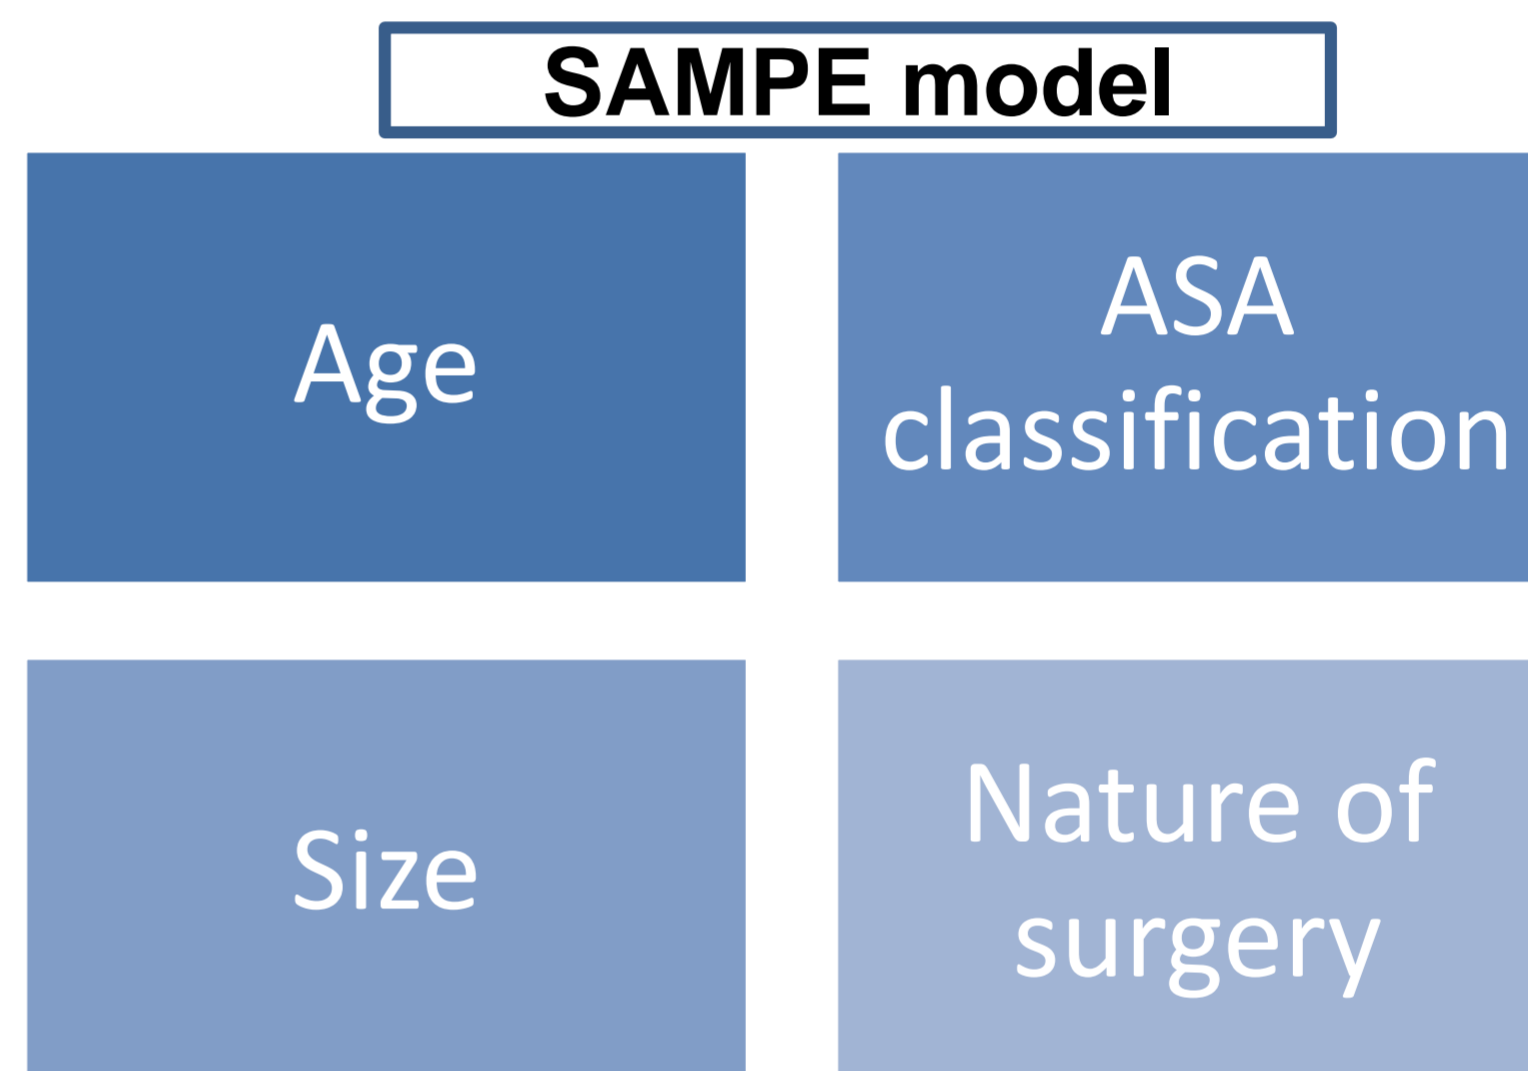 SAMPE model
Age
ASA
classification
Size
Nature of
surgery